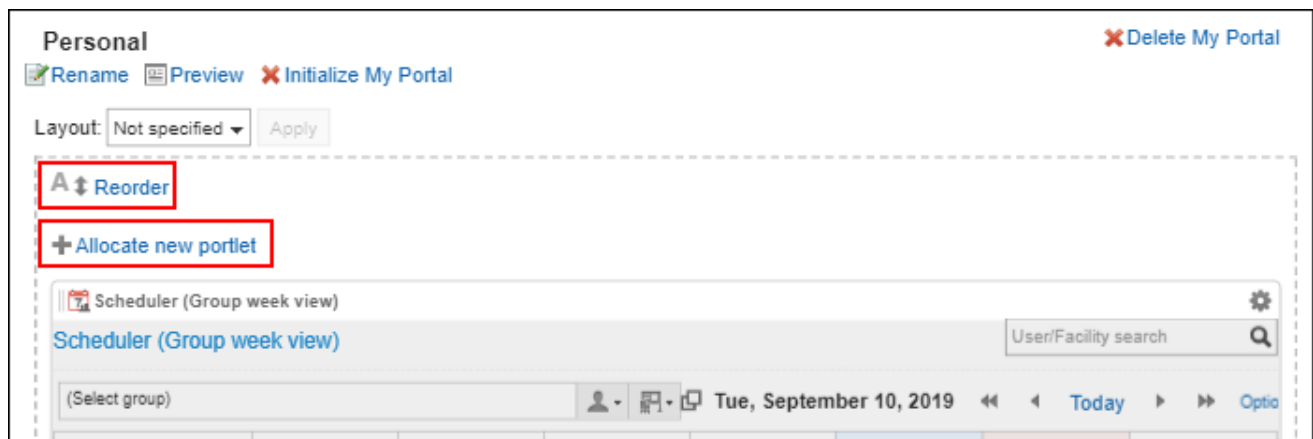 Personal
Delete My Portal
Rename Preview Initialize My Portal
Layout: Not specified Apply
A Reorder
Allocate new portlet
Scheduler (Group week view)
Scheduler (Group week view) User/Facility search
(Select group) Tue, September 10, 2019 Today Optio